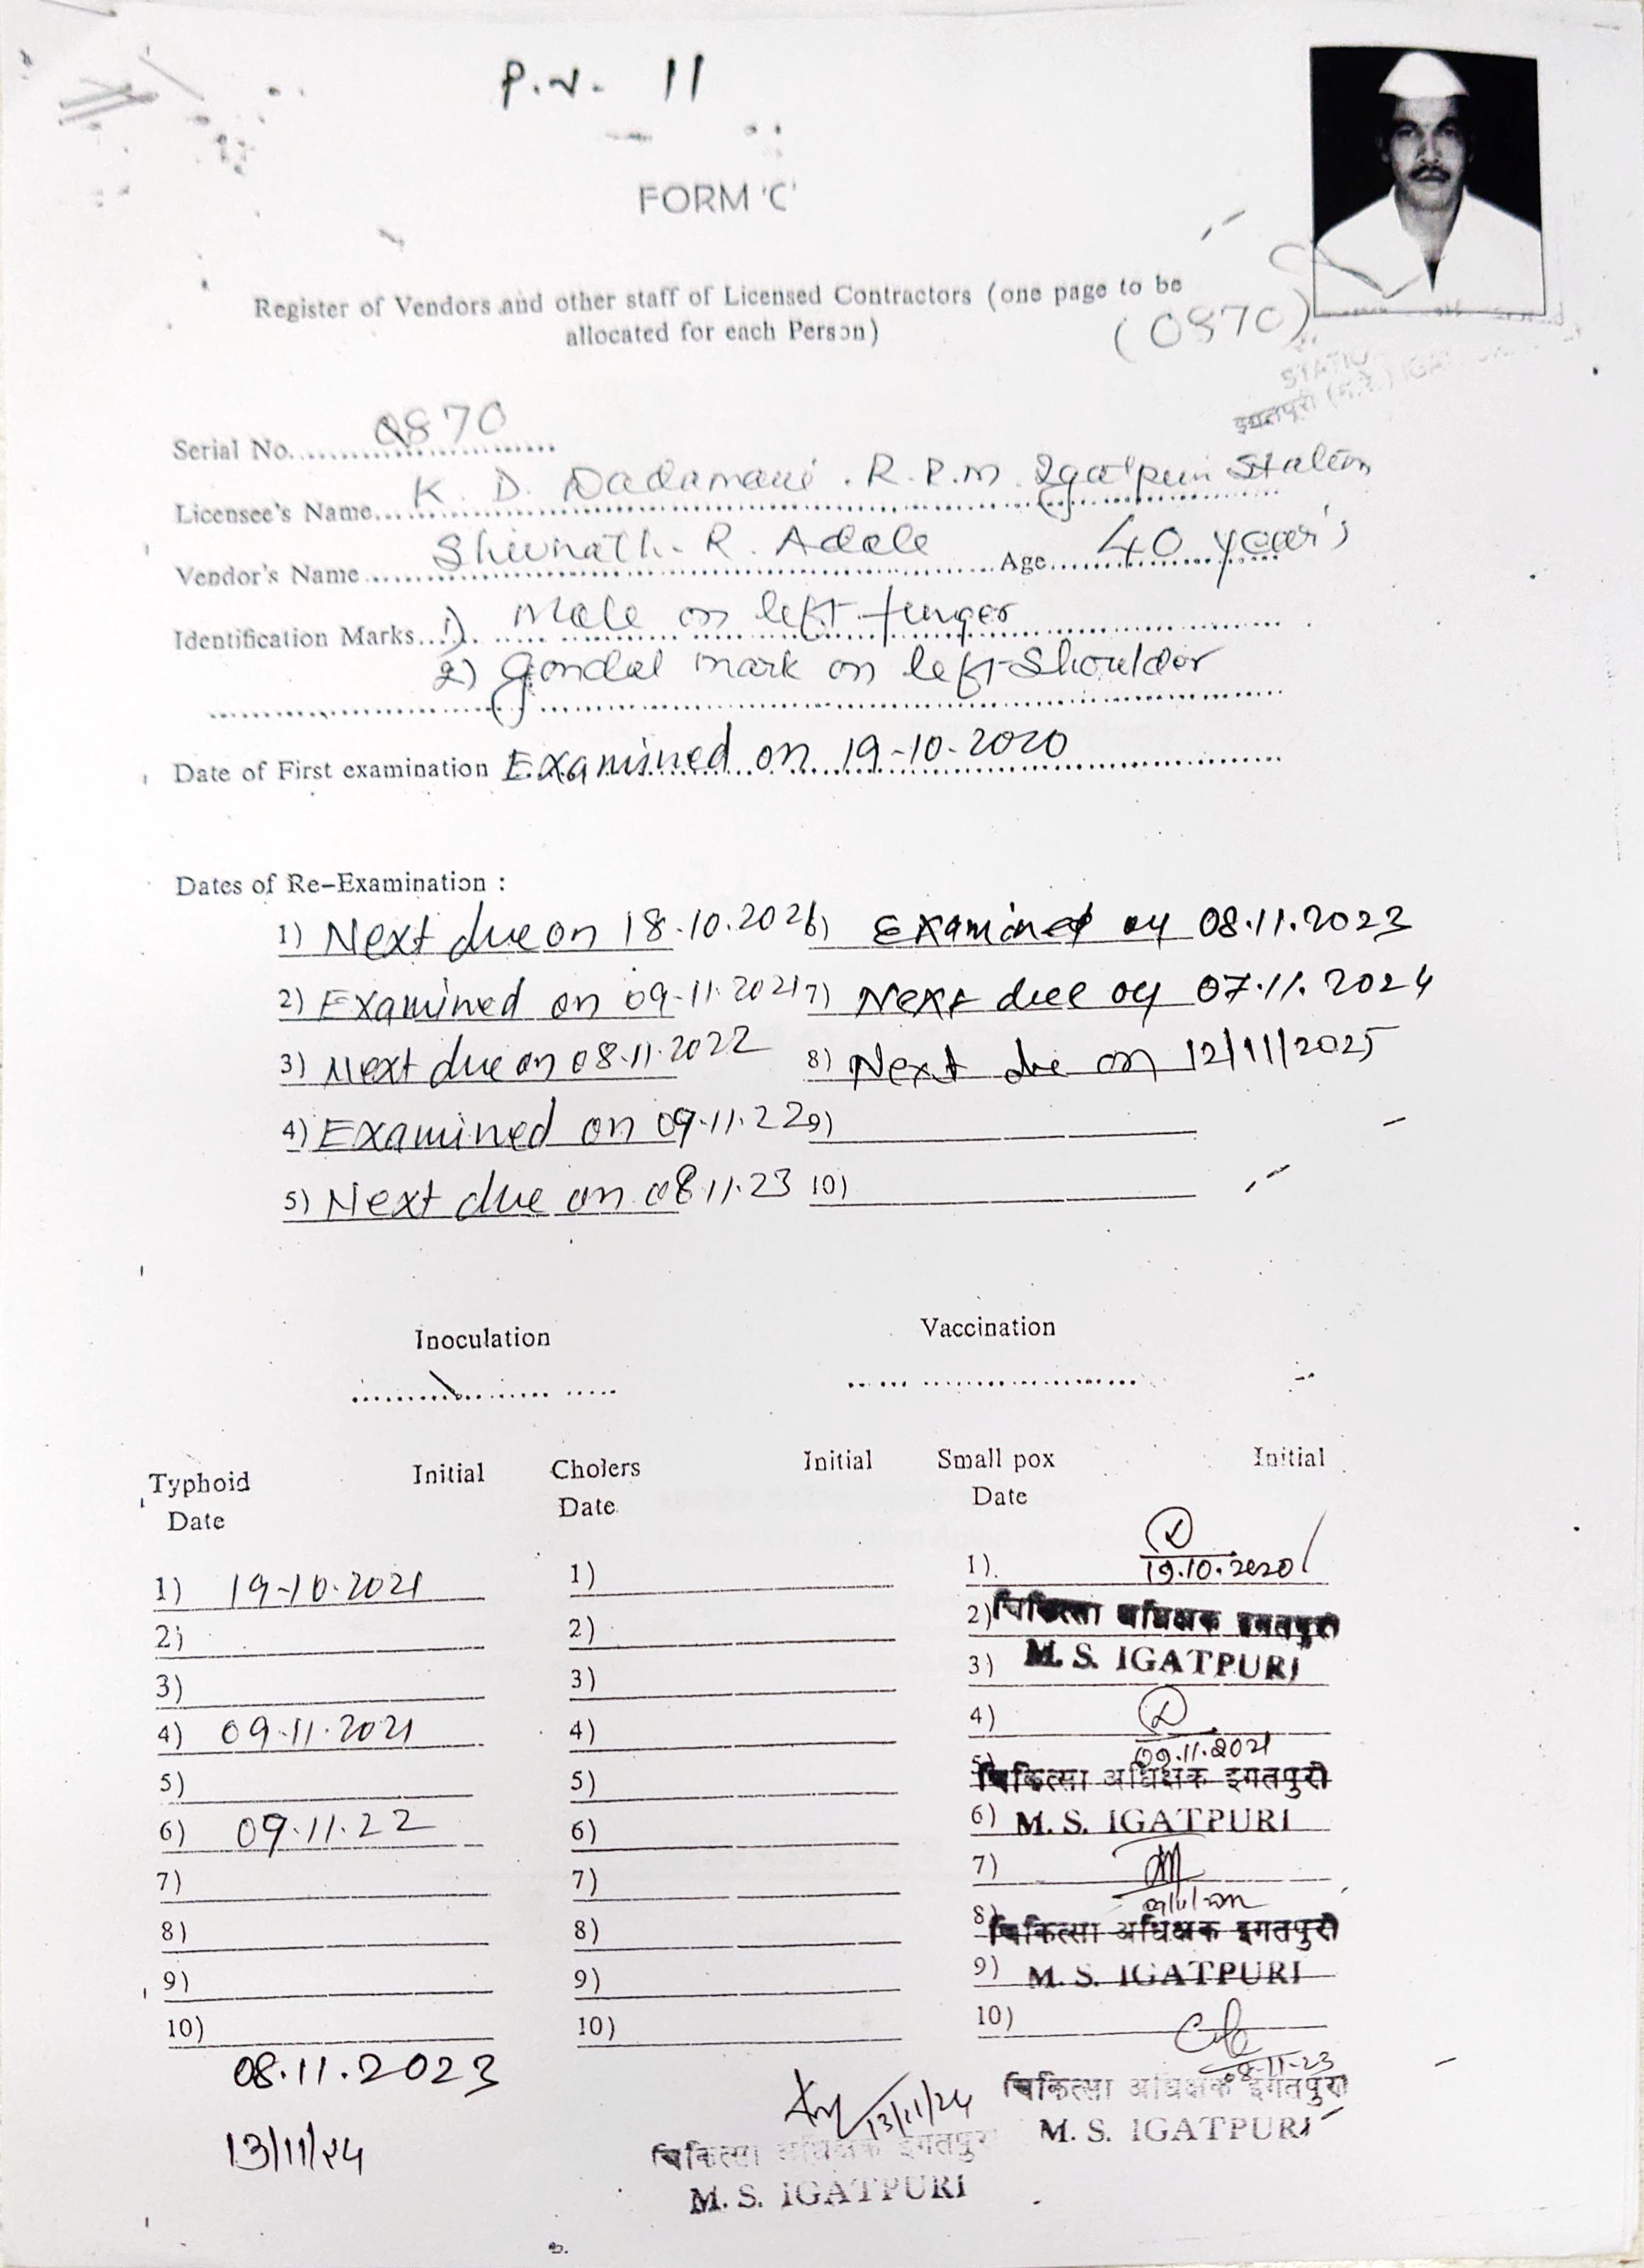 P.V. 11
FORM 'C'
Register of Vendors and other staff of Licensed Contractors (one page to be
allocated for each Person)
(0870)
इगतपुरी (म.रे.)
Serial No. 0870
Licensee's Name K. D. R.R.m. Igatpuri Station
Vendor's Name Shivnath. R. Adole Age 40 year's
Identification Marks 1) Mole on left finger
2) Gondal mark on left Shoulder
Date of First examination Examined on 19-10-2020
Dates of Re-Examination :
1) Next due on 18.10.2021 6) Examined on 08.11.2023
2) Examined on 09-11-2021 7) Next due on 07.11.2024
3) Next due on 08.11.2022 8) Next due on 12/11/2025
4) Examined on 09.11.22 9)
5) Next due on 08.11.23 10)
Inoculation Vaccination
Typhoid Initial Cholers Initial Small pox Initial
Date Date Date
1) 19-10-2021 1) 1) 19.10.2020
2) 2) 2) चिकित्सा अधिक्षक इगतपुरी
3) 3) 3) M. S. IGATPURI
4) 09.11.2021 4) 4)
09.11.2021
5) 5) 5) चिकित्सा अधिक्षक इगतपुरी
6) 09.11.22 6) 6) M. S. IGATPURI
7) 7) 7)
8) 8) 8) चिकित्सा अधिक्षक इगतपुरी
9) 9) 9) M. S. IGATPURI
10) 10) 10)
08.11.2023 08-11-23
13/11/24 चिकित्सा अधिक्षक इगतपुरी
13/11/24 M. S. IGATPURI
चिकित्सा अधिक्षक इगतपुरी
M. S. IGATPURI